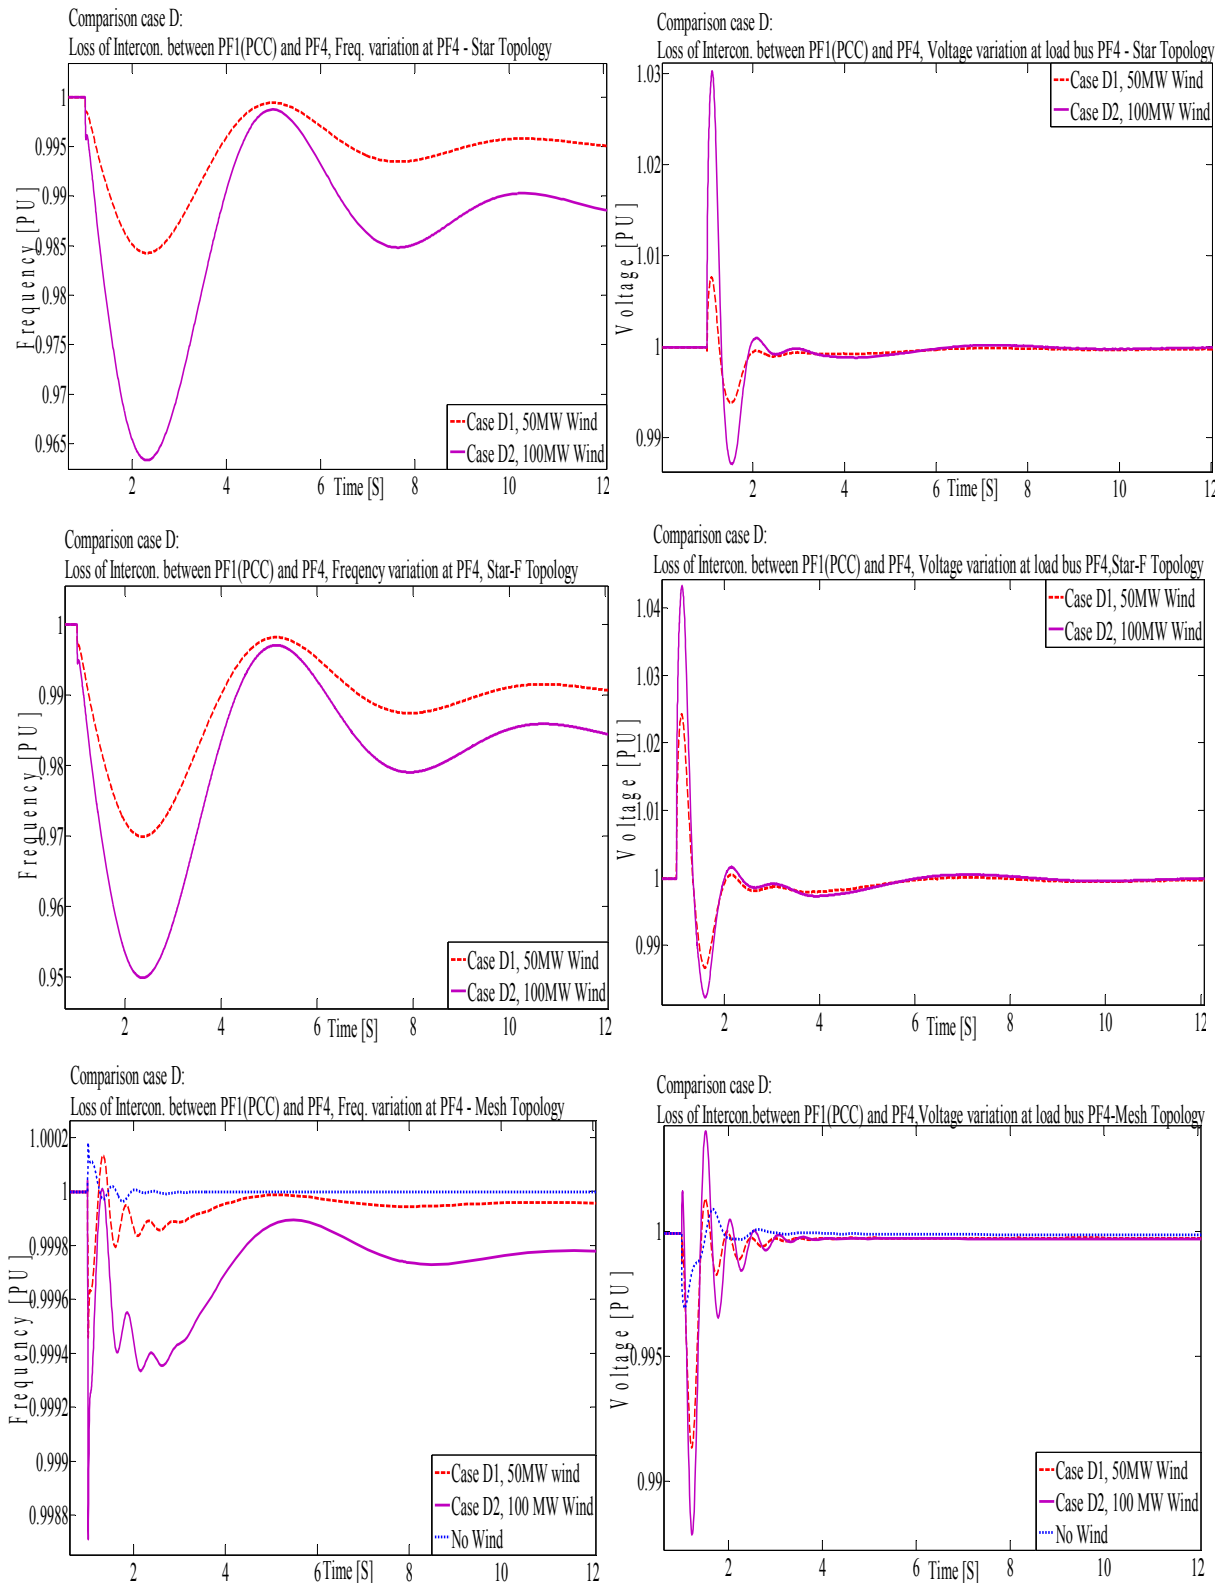 Comparison case D:
Loss of Intercon. between PF1(PCC) and PF4, Freq. variation at PF4 - Star Topology
1
0.995
0.99
0.985
0.98
0.975
0.97
0.965
Frequency [PU]
Case D1, 50MW Wind
Case D2, 100MW Wind
2 4 6 8 10 12
Time [S]
Comparison case D:
Loss of Intercon. between PF1(PCC) and PF4, Voltage variation at load bus PF4 - Star Topology
1.03
1.02
1.01
1
0.99
Voltage [PU]
Case D1, 50MW Wind
Case D2, 100MW Wind
2 4 6 8 10 12
Time [S]
Comparison case D:
Loss of Intercon. between PF1(PCC) and PF4, Freqency variation at PF4, Star-F Topology
1
0.99
0.98
0.97
0.96
0.95
Frequency [PU]
Case D1, 50MW Wind
Case D2, 100MW Wind
2 4 6 8 10 12
Time [S]
Comparison case D:
Loss of Intercon. between PF1(PCC) and PF4, Voltage variation at load bus PF4,Star-F Topology
1.04
1.03
1.02
1.01
1
0.99
Voltage [PU]
Case D1, 50MW Wind
Case D2, 100MW Wind
2 4 6 8 10 12
Time [S]
Comparison case D:
Loss of Intercon. between PF1(PCC) and PF4, Freq. variation at PF4 - Mesh Topology
1.0002
1
0.9998
0.9996
0.9994
0.9992
0.999
0.9988
Frequency [PU]
Case D1, 50MW wind
Case D2, 100 MW Wind
No Wind
2 4 6 8 10 12
Time [S]
Comparison case D:
Loss of Intercon.between PF1(PCC) and PF4,Voltage variation at load bus PF4-Mesh Topology
1
0.995
0.99
Voltage [PU]
Case D1, 50MW Wind
Case D2, 100 MW Wind
No Wind
2 4 6 8 10 12
Time [S]